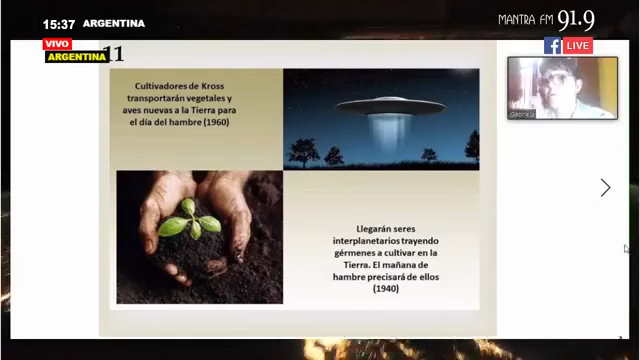 15:37 ARGENTINA
MANTRA FM 91.9
VIVO
f LIVE
ARGENTINA
11
Cultivadores de Kross
transportarán vegetales y
aves nuevas a la Tierra para
el día del hambre (1960)
Gabriela
Llegarán seres
interplanetarios trayendo
gérmenes a cultivar en la
Tierra. El mañana de
hambre precisará de ellos
(1940)